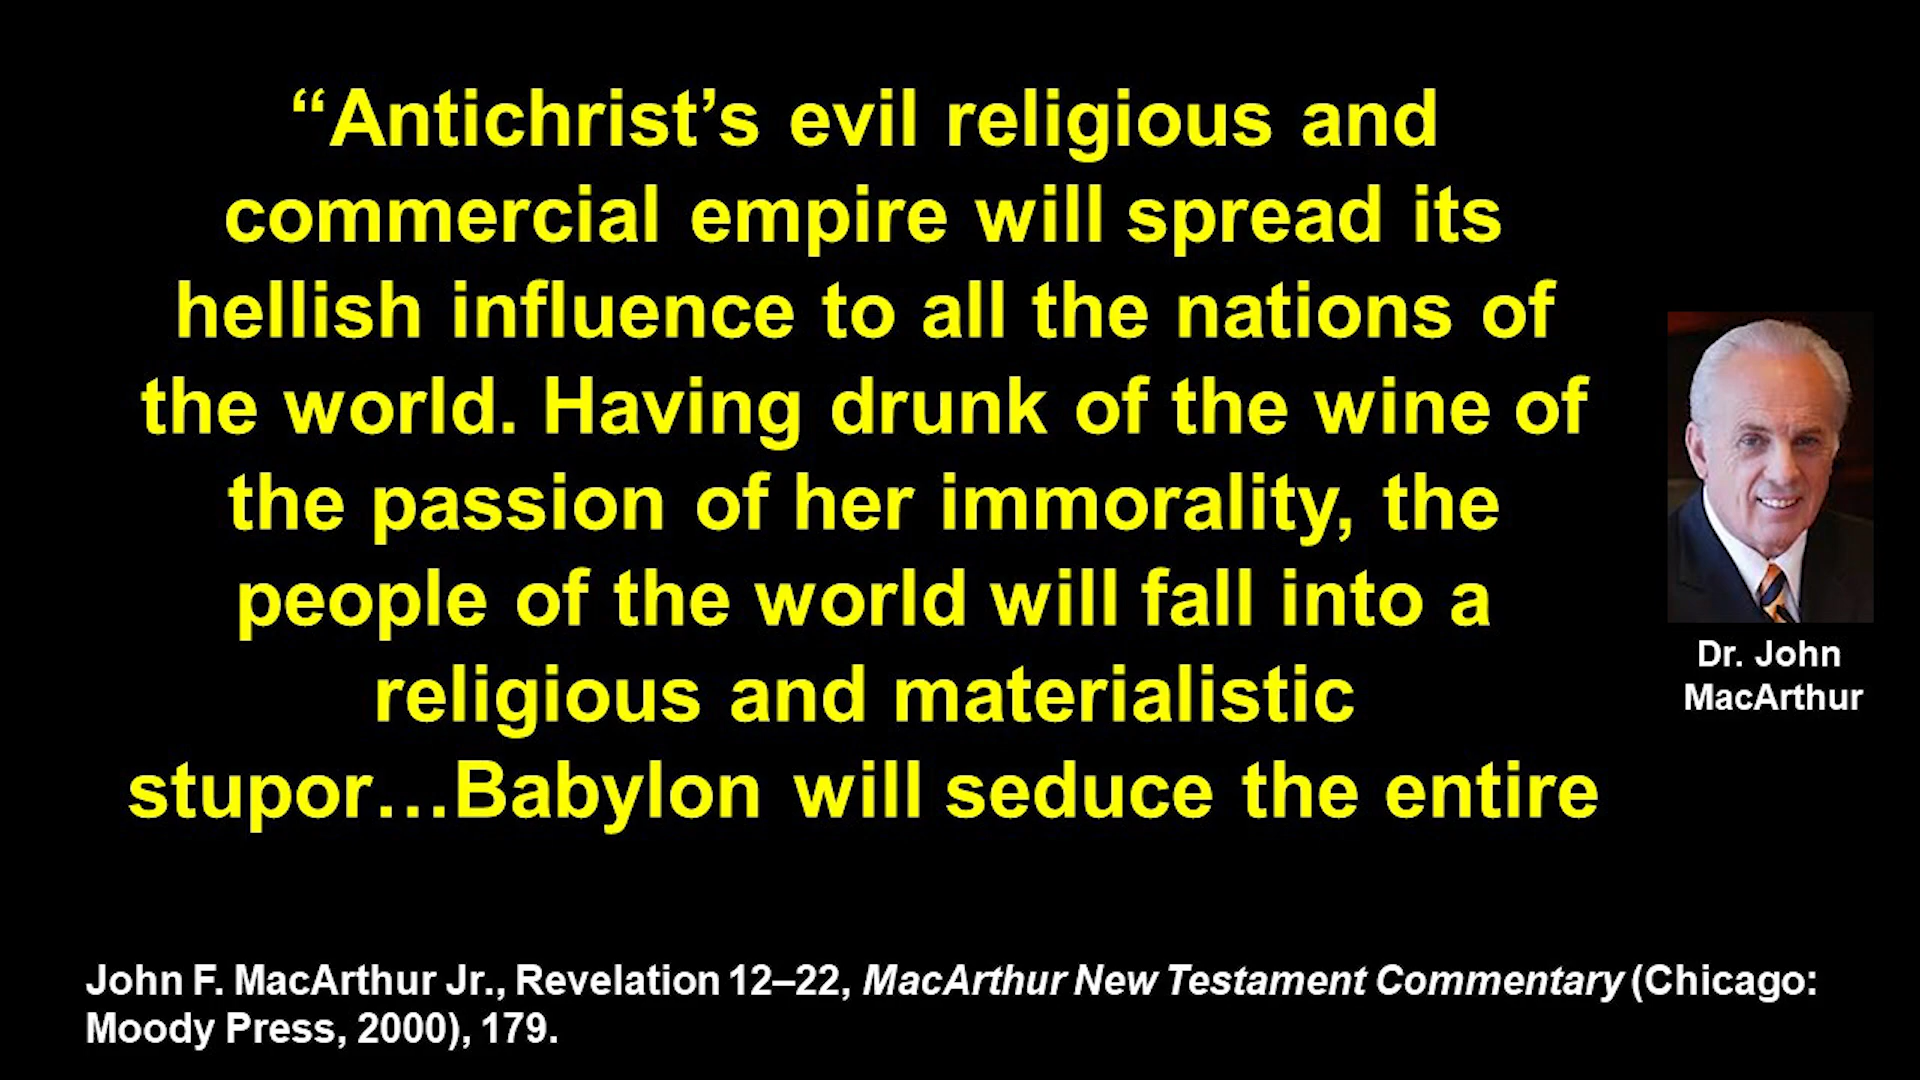 “Antichrist’s evil religious and
commercial empire will spread its
hellish influence to all the nations of
the world. Having drunk of the wine of
the passion of her immorality, the
people of the world will fall into a
religious and materialistic
stupor…Babylon will seduce the entire
Dr. John
MacArthur
John F. MacArthur Jr., Revelation 12–22, MacArthur New Testament Commentary (Chicago:
Moody Press, 2000), 179.